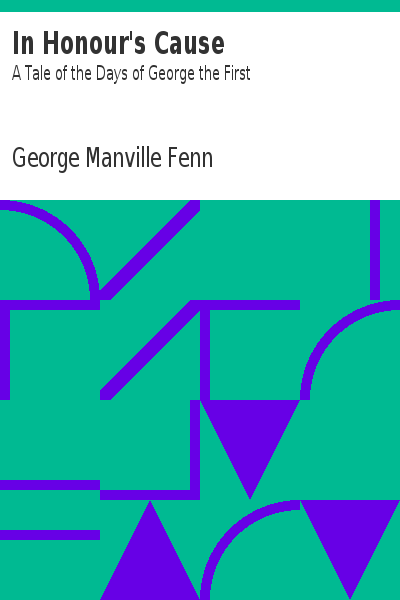 In Honour's Cause
A Tale of the Days of George the First
George Manville Fenn